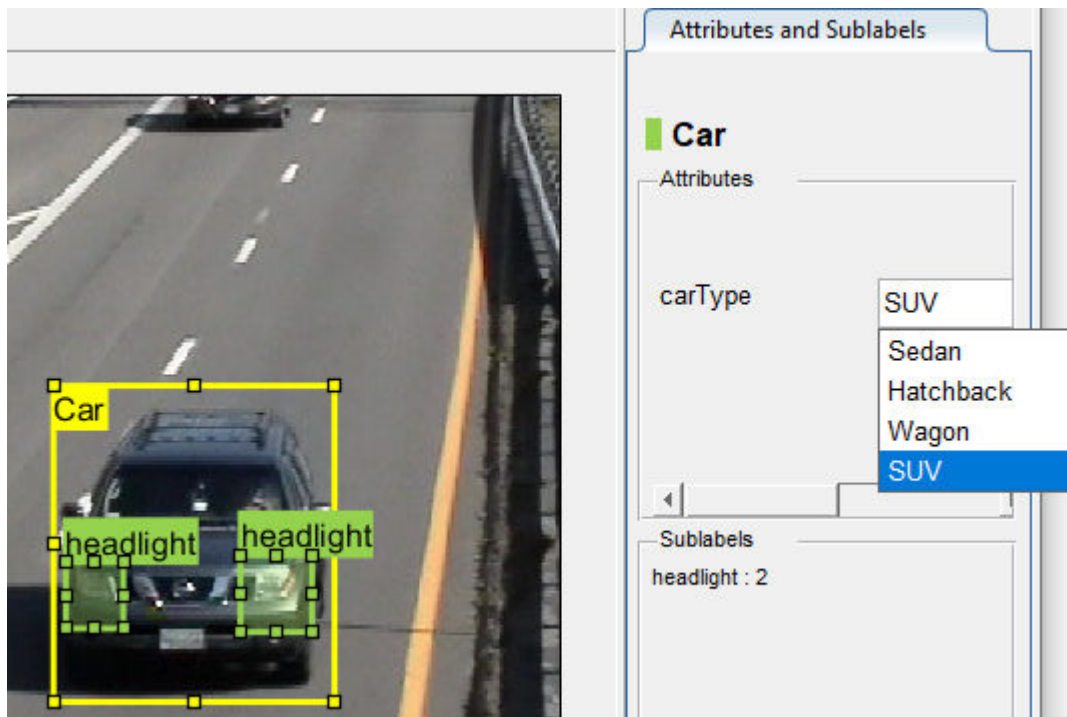 Attributes and Sublabels
Car
Attributes
carType
SUV
Sedan
Hatchback
Wagon
SUV
Sublabels
headlight : 2
Car
headlight
headlight